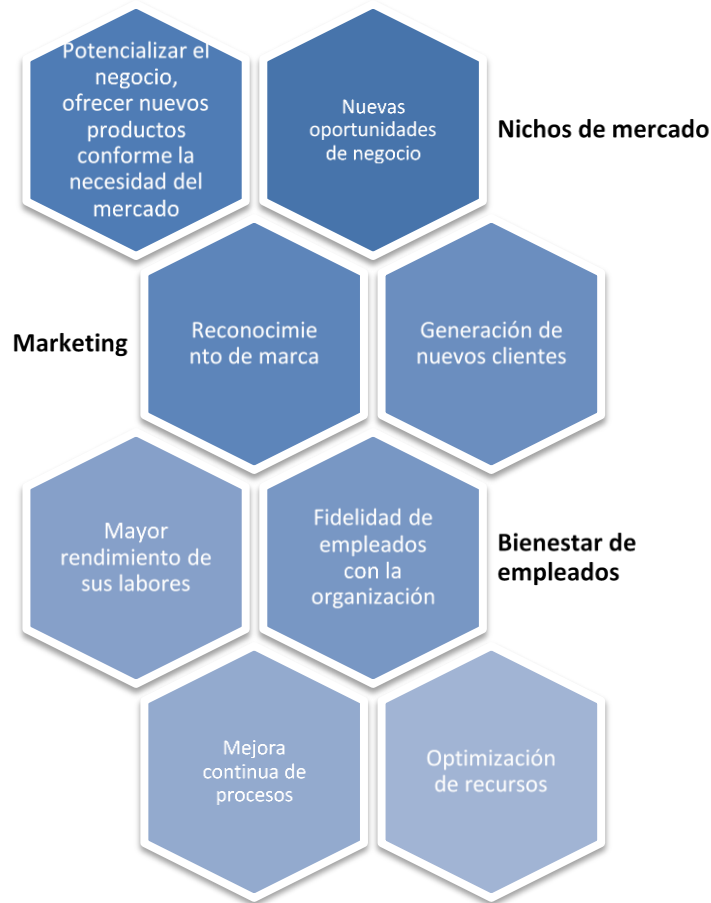 Potencializar el
negocio,
ofrecer nuevos
productos
conforme la
necesidad del
mercado
Nuevas
oportunidades
de negocio
Nichos de mercado
Marketing
Reconocimie
nto de marca
Generación de
nuevos clientes
Mayor
rendimiento de
sus labores
Fidelidad de
empleados
con la
organización
Bienestar de
empleados
Mejora
continua de
procesos
Optimización
de recursos